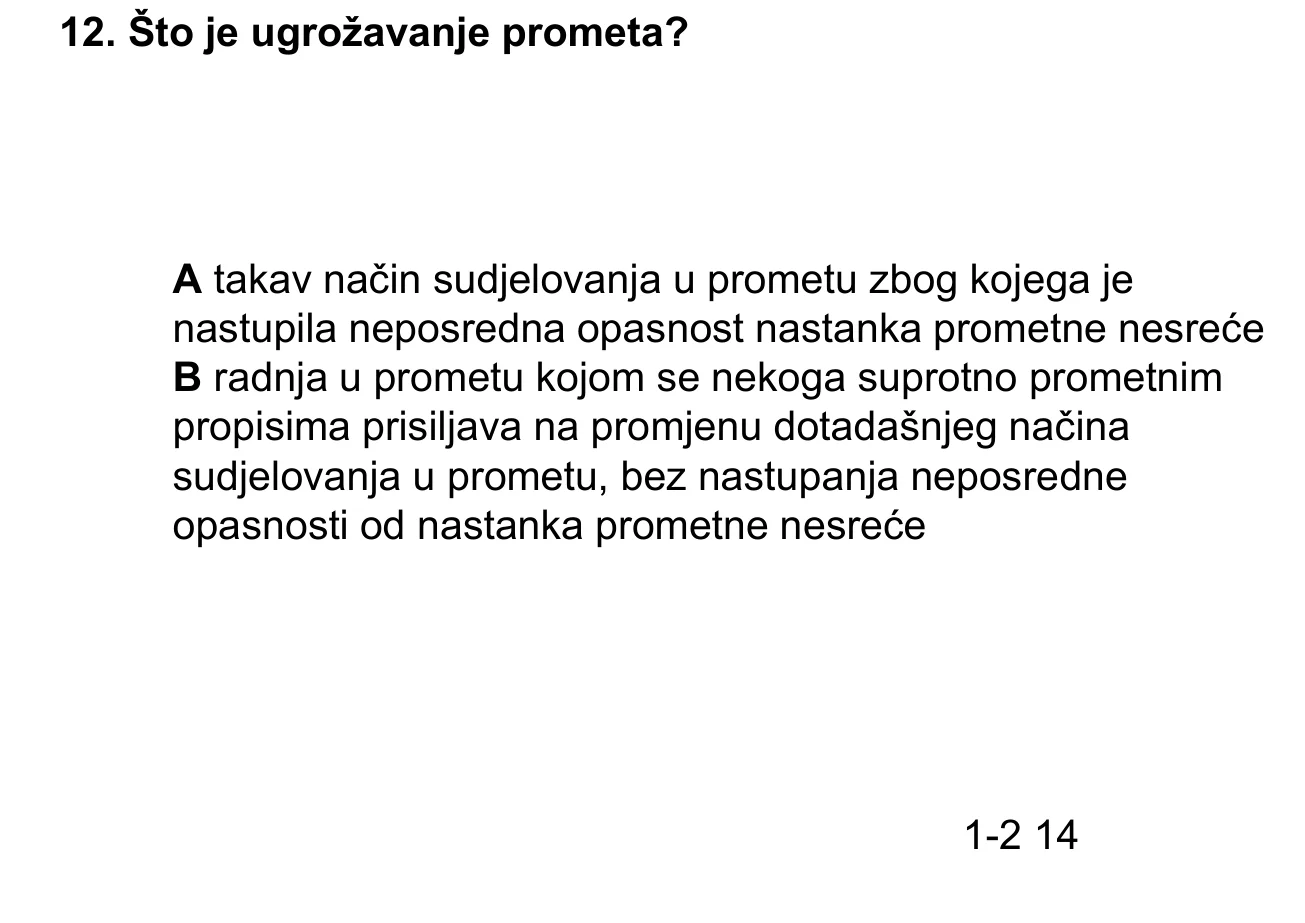 12. Što je ugrožavanje prometa?
A takav način sudjelovanja u prometu zbog kojega je
nastupila neposredna opasnost nastanka prometne nesreće
B radnja u prometu kojom se nekoga suprotno prometnim
propisima prisiljava na promjenu dotadašnjeg načina
sudjelovanja u prometu, bez nastupanja neposredne
opasnosti od nastanka prometne nesreće
1-2 14